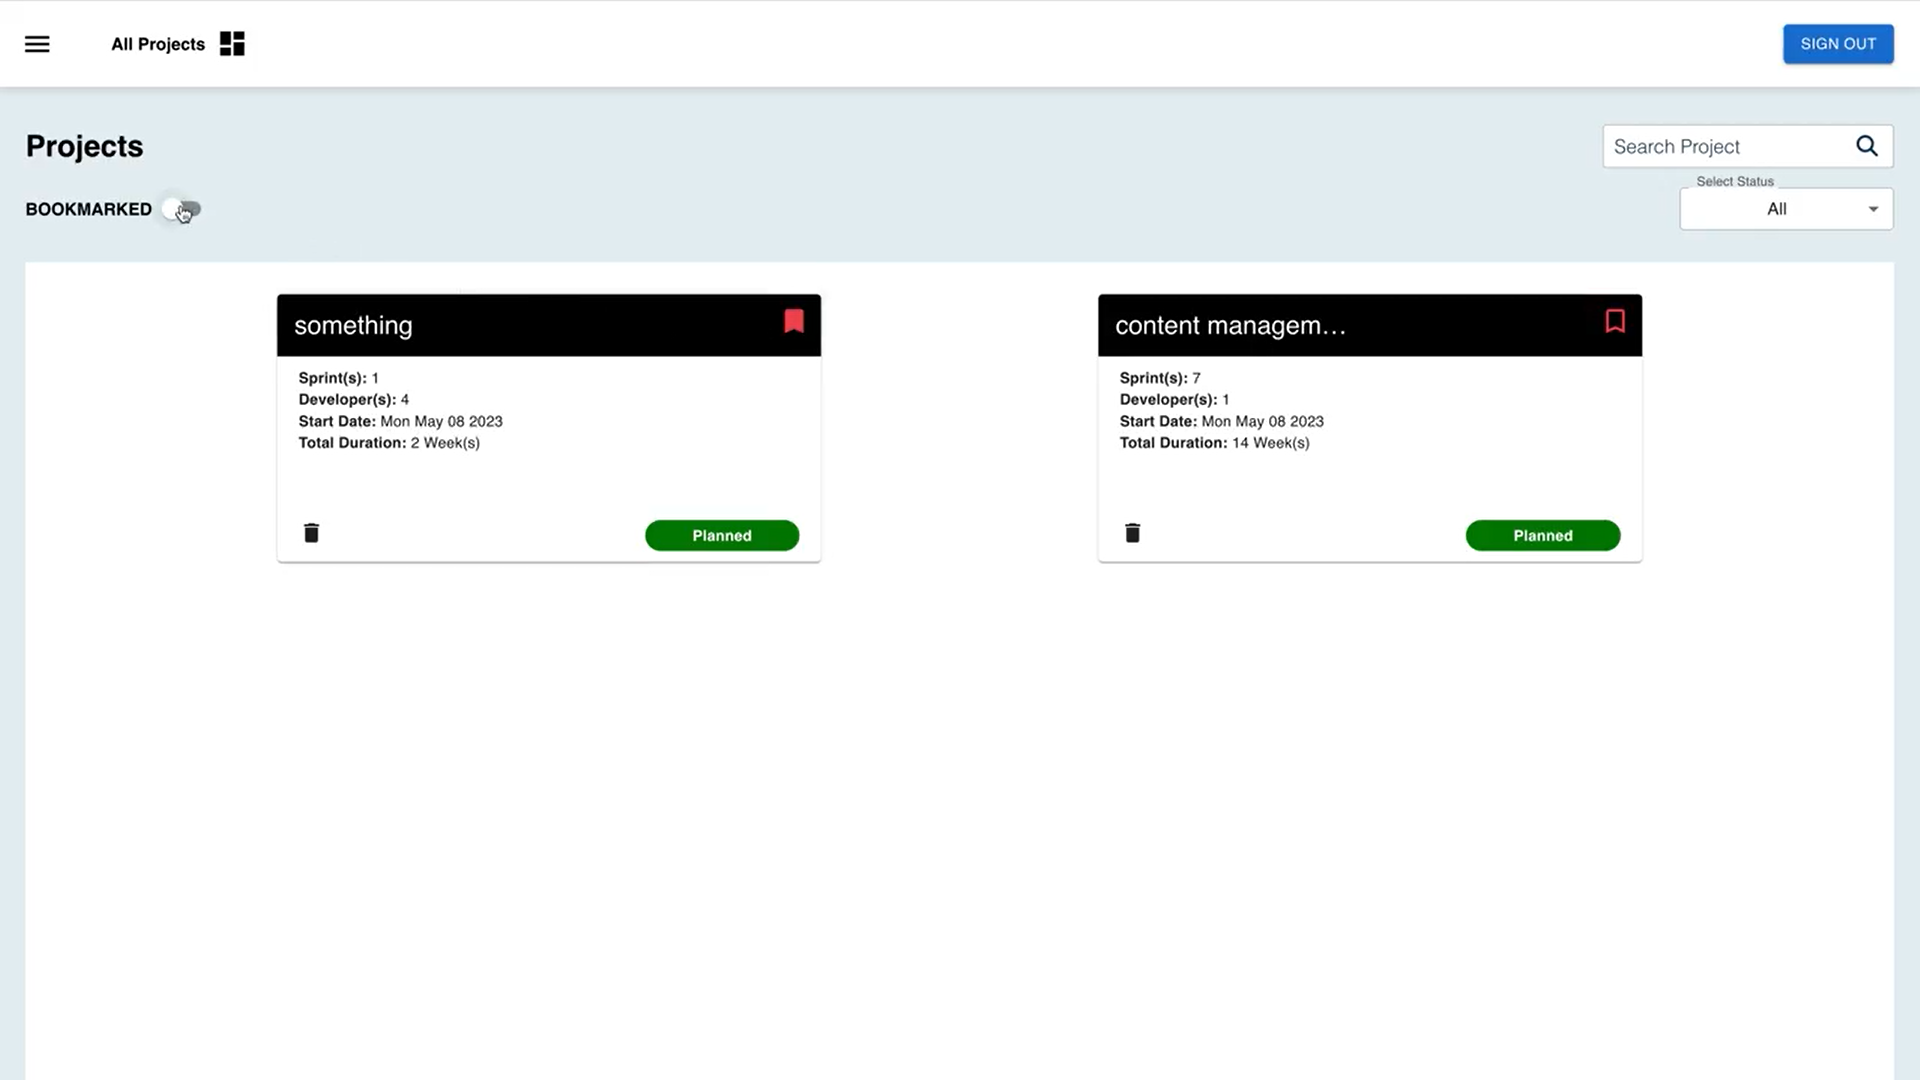 All Projects
SIGN OUT
Projects
Search Project
Select Status
BOOKMARKED
All
something
Sprint(s): 1
Developer(s): 4
Start Date: Mon May 08 2023
Total Duration: 2 Week(s)
Planned
content managem...
Sprint(s): 7
Developer(s): 1
Start Date: Mon May 08 2023
Total Duration: 14 Week(s)
Planned